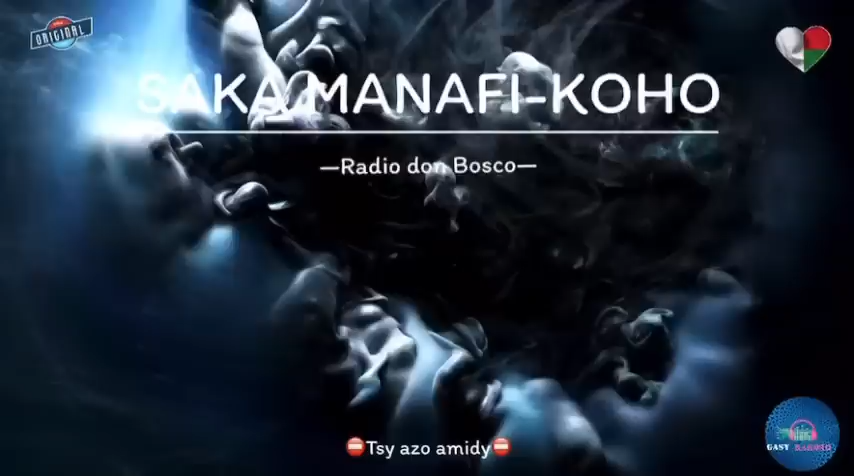 ORIGINAL
SAKA MANAFI-KOHO
—Radio don Bosco—
⛔Tsy azo amidy⛔
GASY